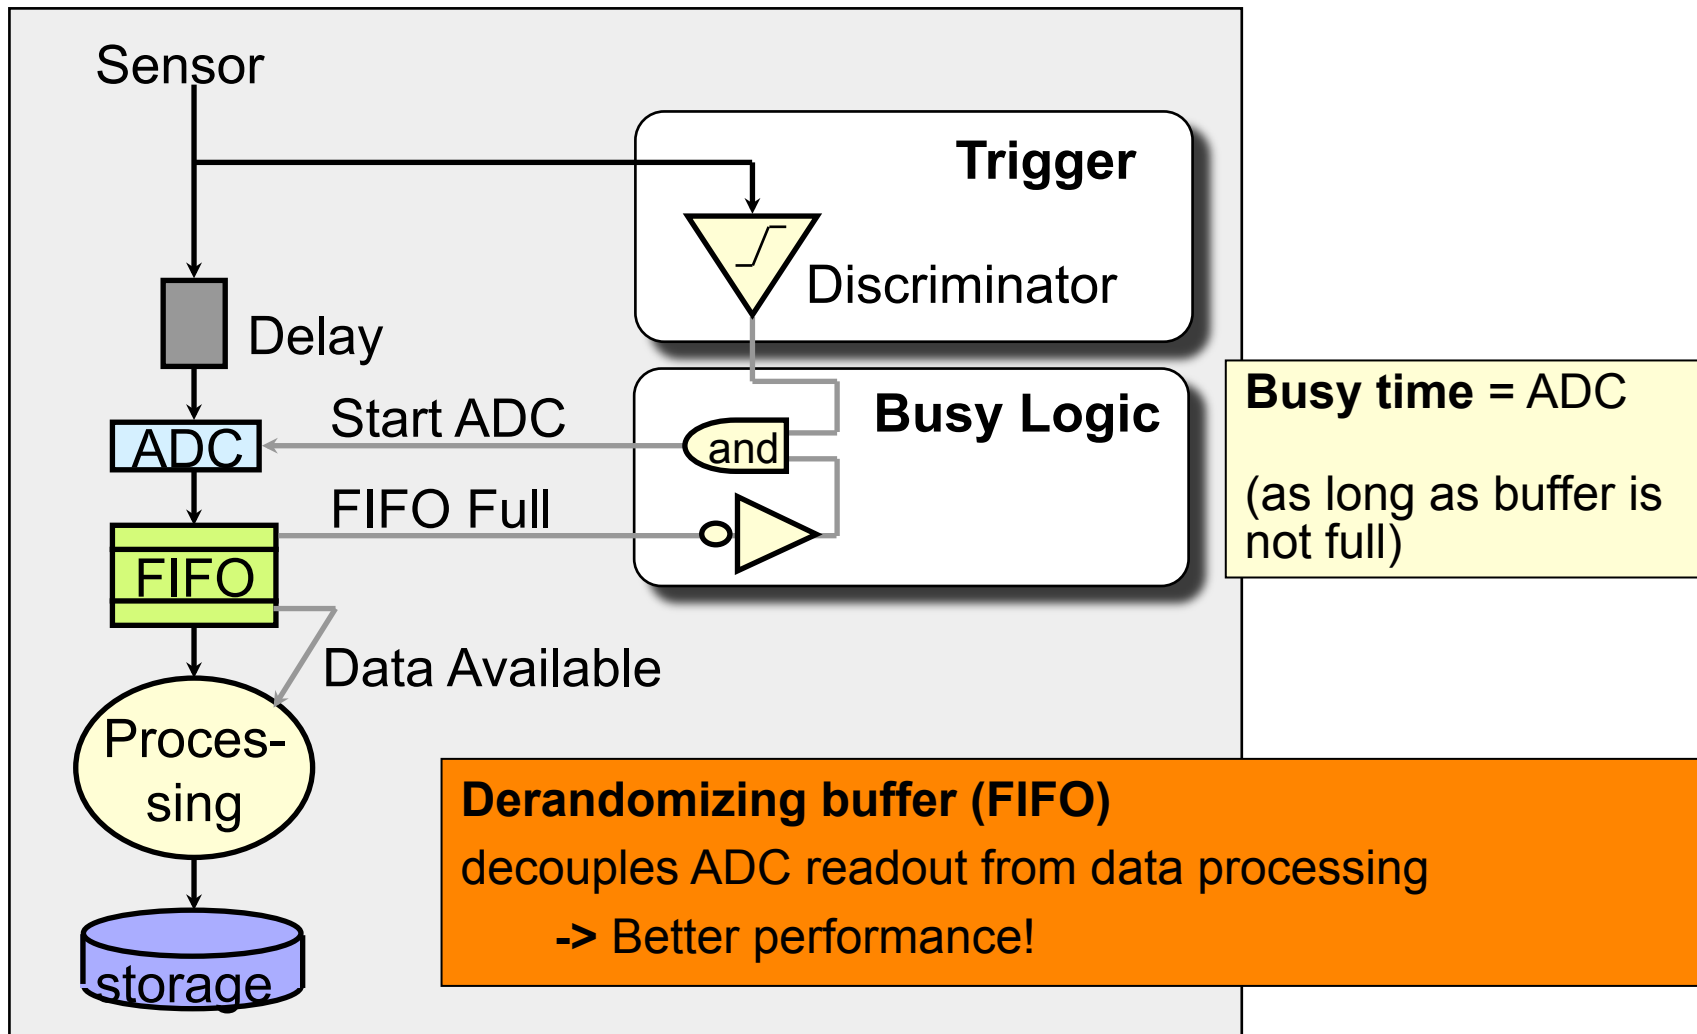 Sensor
Trigger
Discriminator
Delay
Start ADC
Busy Logic
Busy time = ADC
ADC
and
(as long as buffer is
not full)
FIFO Full
FIFO
Data Available
Proces-
sing
Derandomizing buffer (FIFO)
decouples ADC readout from data processing
-> Better performance!
storage